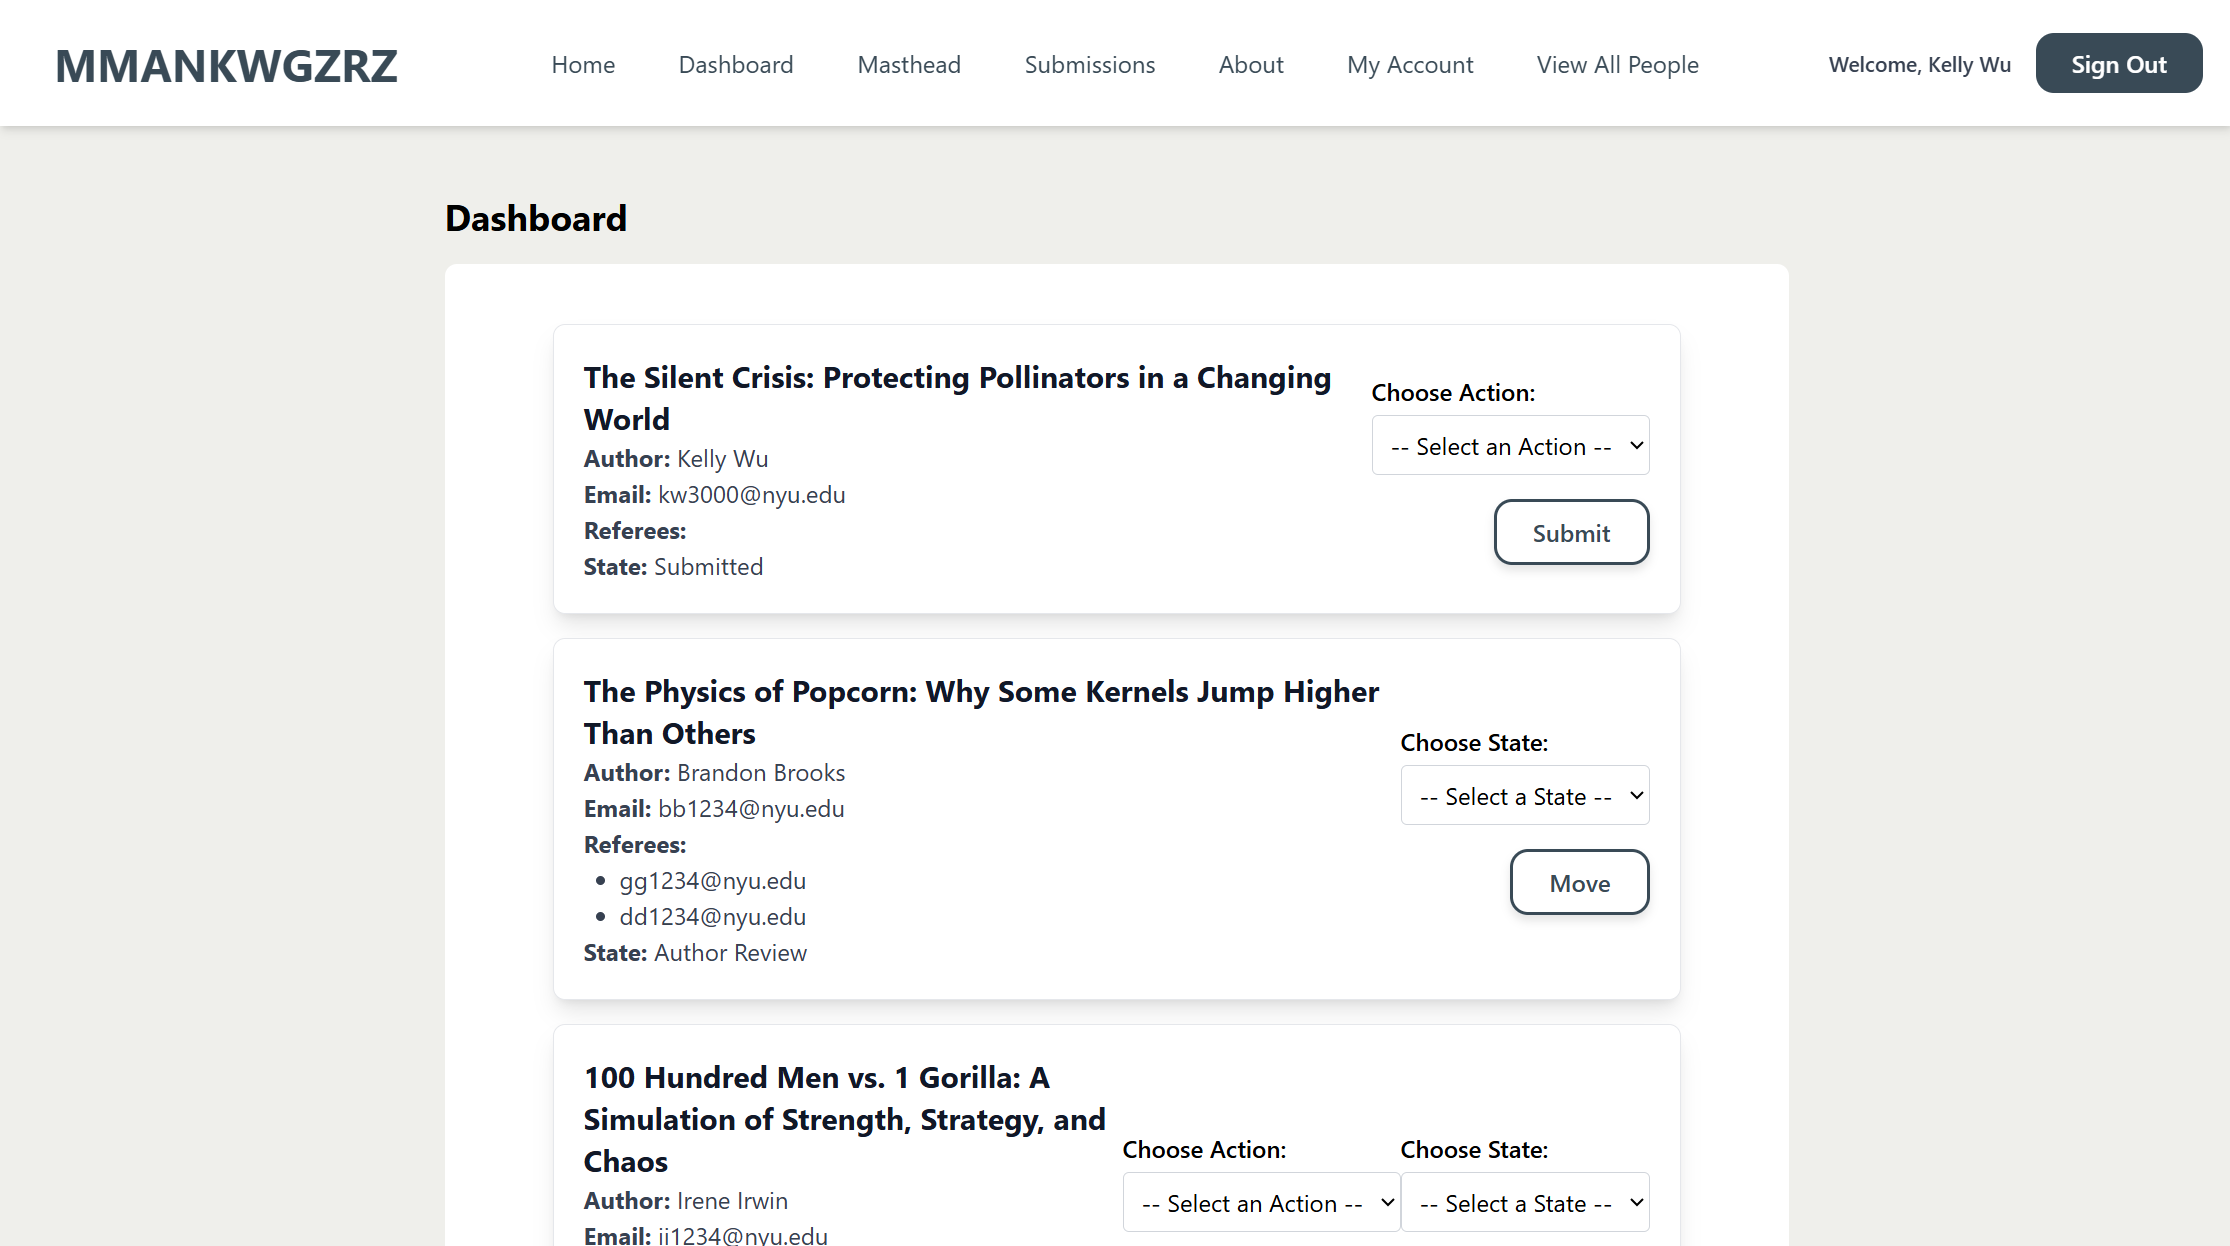 MMANKWGZRZ
Home
Dashboard
Masthead
Submissions
About
My Account
View All People
Welcome, Kelly Wu
Sign Out
Dashboard
The Silent Crisis: Protecting Pollinators in a Changing
World
Author: Kelly Wu
Email: kw3000@nyu.edu
Referees:
State: Submitted
Choose Action:
-- Select an Action --
Submit
The Physics of Popcorn: Why Some Kernels Jump Higher
Than Others
Author: Brandon Brooks
Email: bb1234@nyu.edu
Referees:
• gg1234@nyu.edu
• dd1234@nyu.edu
State: Author Review
Choose State:
-- Select a State --
Move
100 Hundred Men vs. 1 Gorilla: A
Simulation of Strength, Strategy, and
Chaos
Author: Irene Irwin
Email: ii1234@nyu.edu
Choose Action:
-- Select an Action --
Choose State:
-- Select a State --